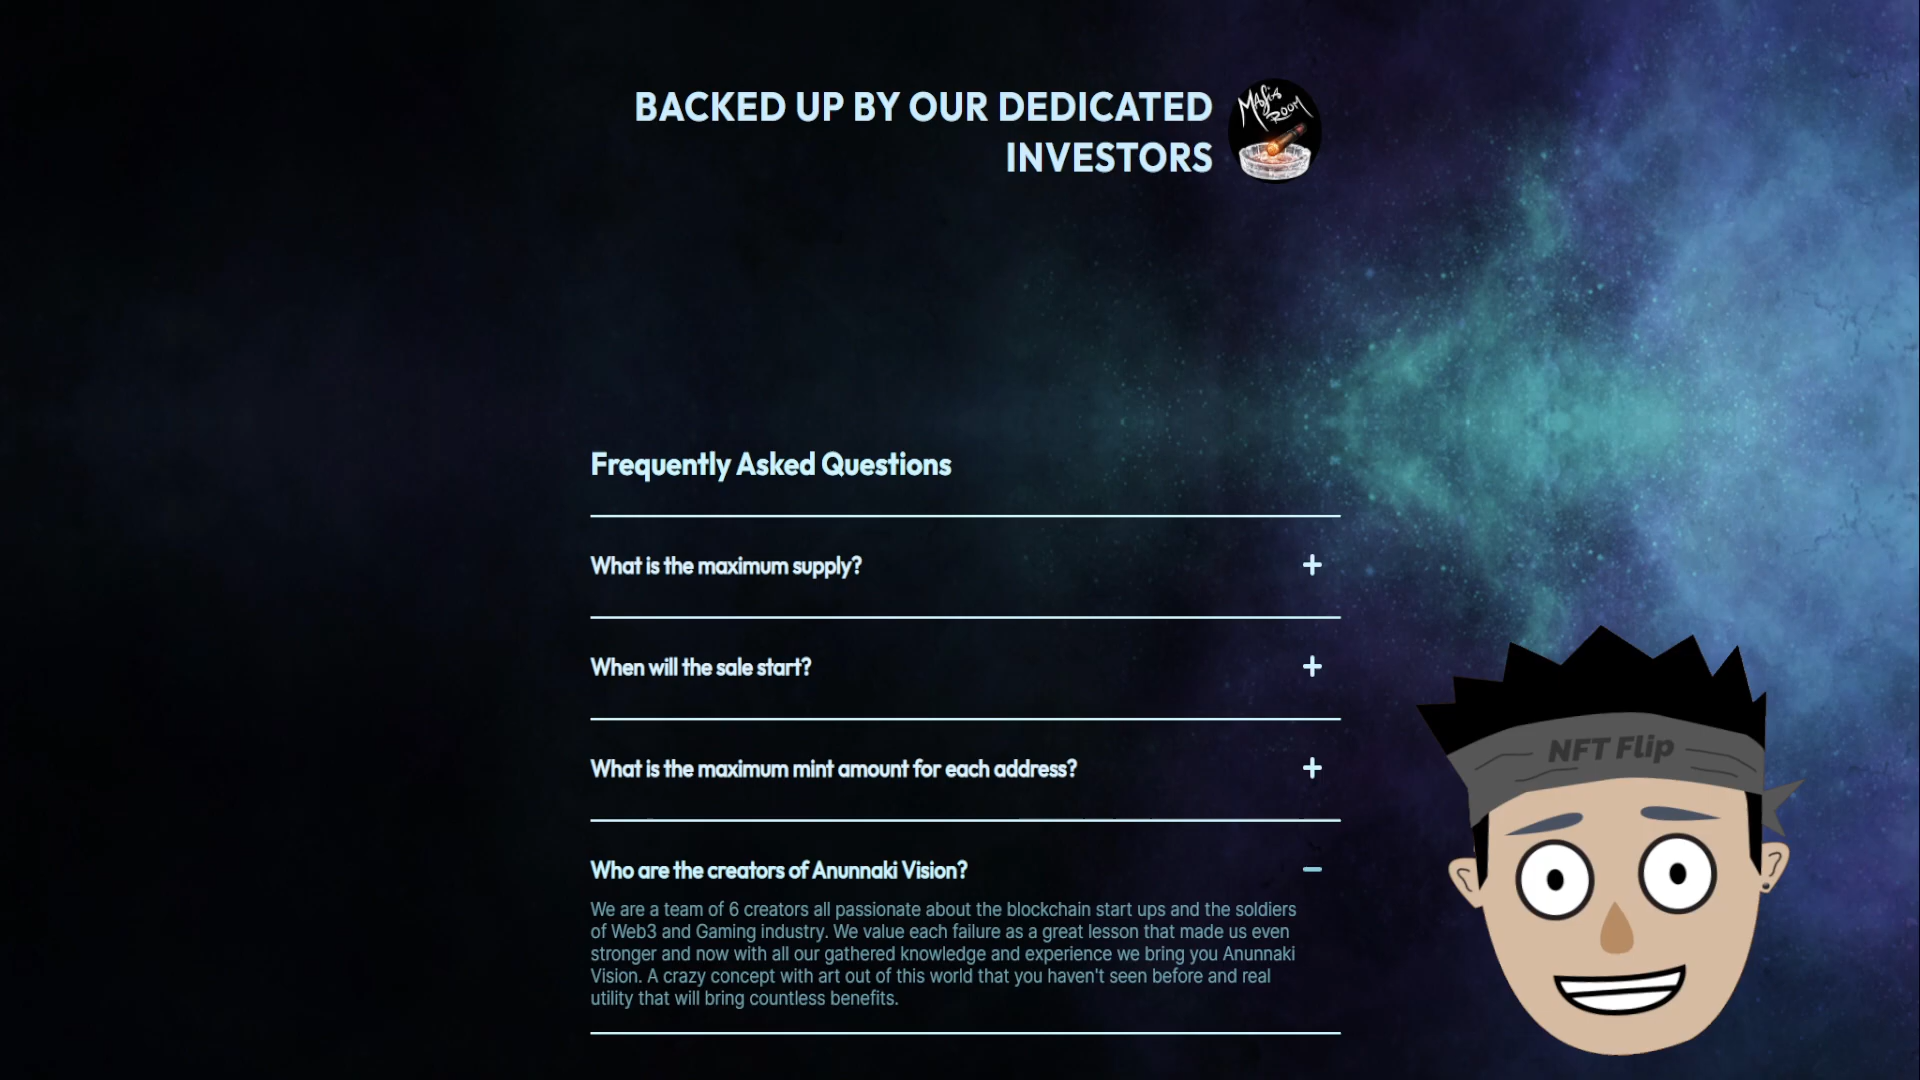 BACKED UP BY OUR DEDICATED
INVESTORS
MAFIA
ROOM
Frequently Asked Questions
What is the maximum supply?
When will the sale start?
What is the maximum mint amount for each address?
Who are the creators of Anunnaki Vision?
We are a team of 6 creators all passionate about the blockchain start ups and the soldiers
of Web3 and Gaming industry. We value each failure as a great lesson that made us even
stronger and now with all our gathered knowledge and experience we bring you Anunnaki
Vision. A crazy concept with art out of this world that you haven't seen before and real
utility that will bring countless benefits.
NFT Flip